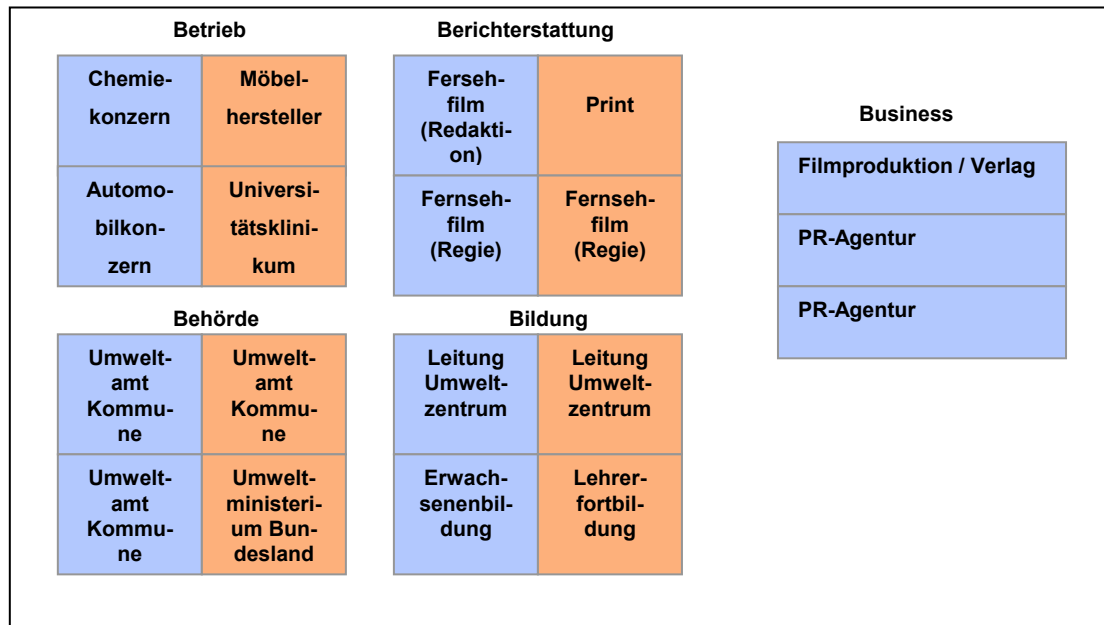 Betrieb
Chemie-
konzern
Möbel-
hersteller
Automo-
bilkon-
zern
Universi-
tätsklini-
kum
Berichterstattung
Ferseh-
film
(Redakti-
on)
Print
Fernseh-
film
(Regie)
Fernseh-
film
(Regie)
Business
Filmproduktion / Verlag
PR-Agentur
PR-Agentur
Behörde
Umwelt-
amt
Kommu-
ne
Umwelt-
amt
Kommu-
ne
Umwelt-
amt
Kommu-
ne
Umwelt-
ministeri-
um Bun-
desland
Bildung
Leitung
Umwelt-
zentrum
Leitung
Umwelt-
zentrum
Erwach-
senenbil-
dung
Lehrer-
fortbil-
dung